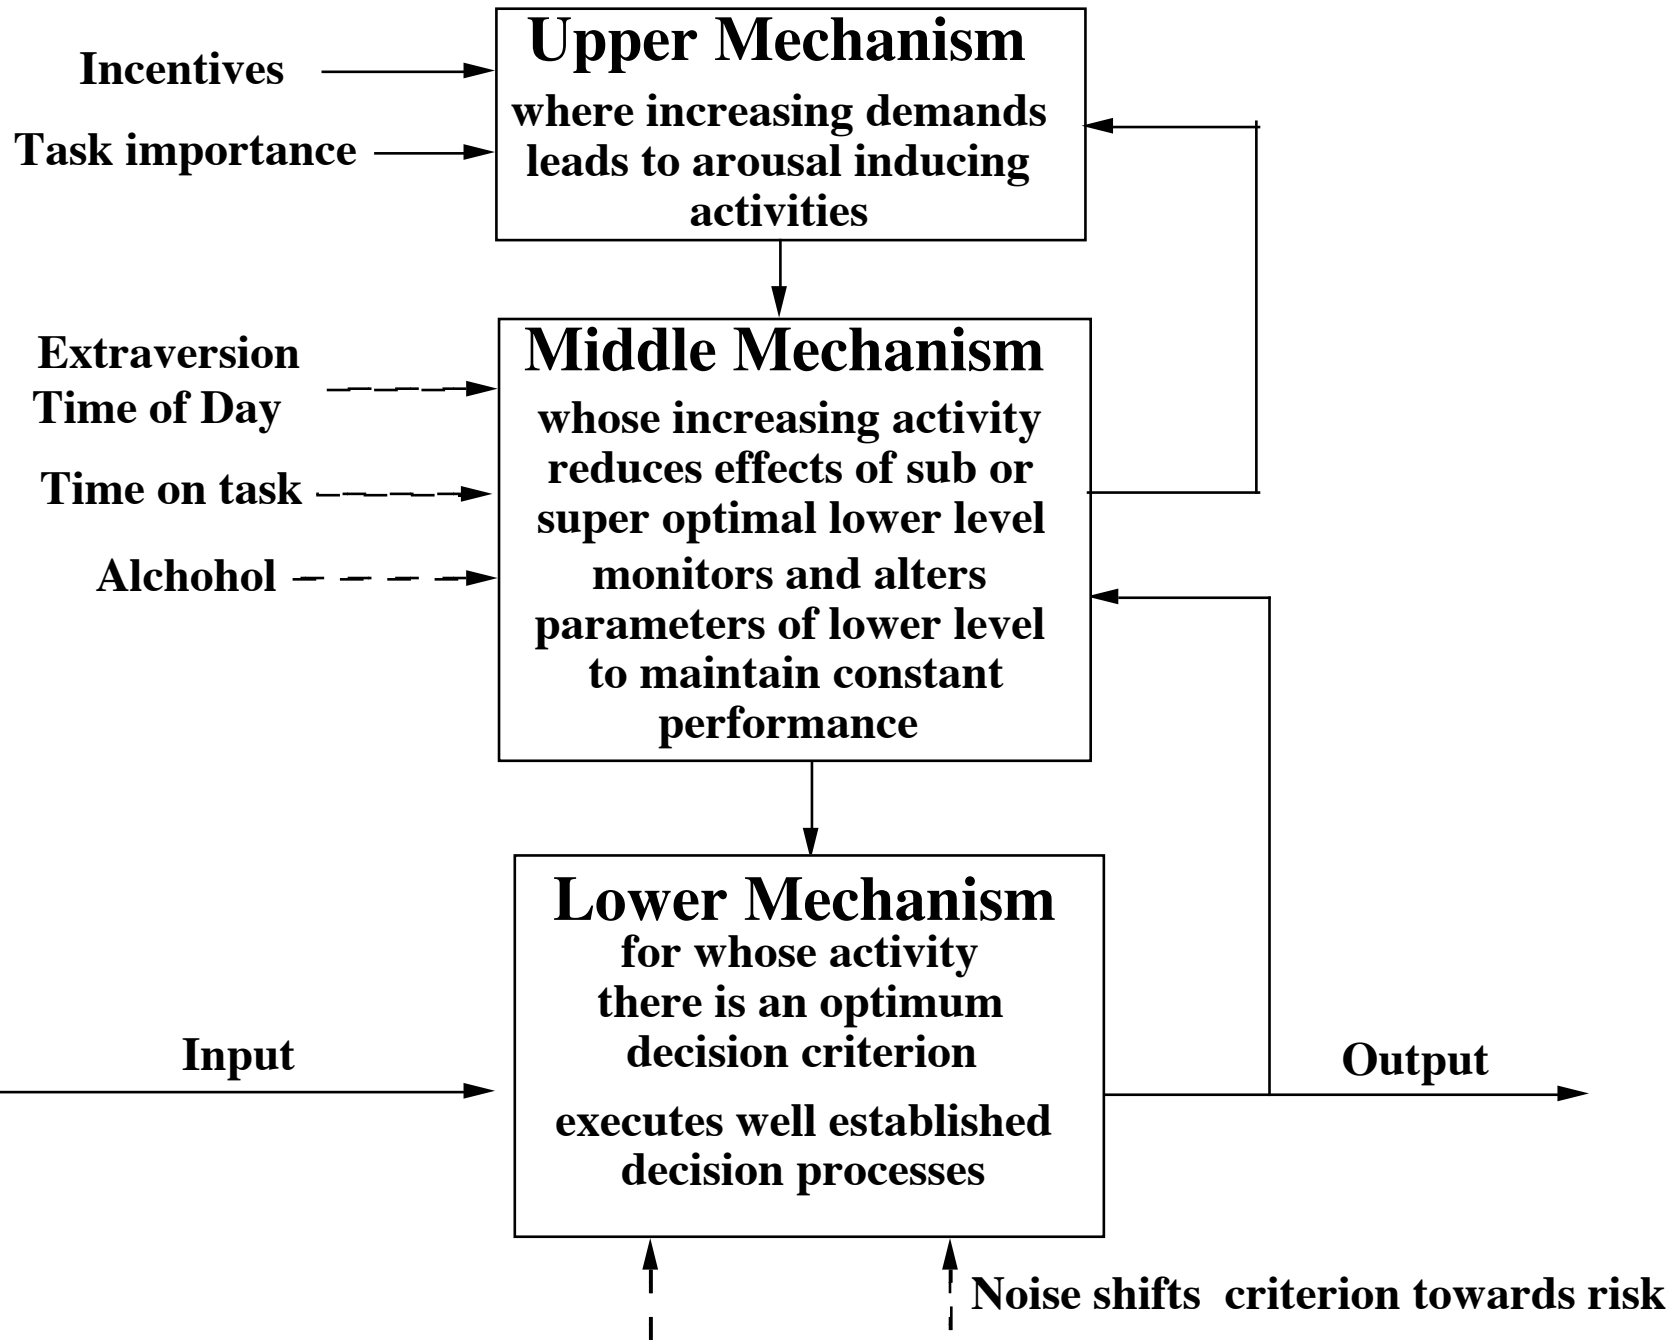 Upper Mechanism
Incentives
where increasing demands
Task importance
leads to arousal inducing
activities
Middle Mechanism
Extraversion
Time of Day
whose increasing activity
reduces effects of sub or
Time on task
super optimal lower level
Alchohol
monitors and alters
parameters of lower level
to maintain constant
performance
Lower Mechanism
for whose activity
there is an optimum
decision criterion
Input
Output
executes well established
decision processes
Noise shifts criterion towards risk